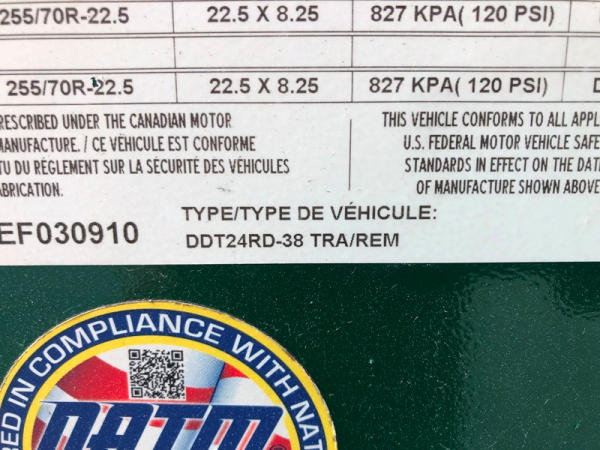 255/70R-22.5 22.5 X 8.25 827 KPA( 120 PSI)
255/70R-22.5 22.5 X 8.25 827 KPA( 120 PSI) D
RESCRIBED UNDER THE CANADIAN MOTOR
MANUFACTURE. / CE VÉHICULE EST CONFORME
TU DU RÉGLEMENT SUR LA SÉCURITÉ DES VÉHICULES
ABRICATION.
THIS VEHICLE CONFORMS TO ALL APPL
U.S. FEDERAL MOTOR VEHICLE SAFE
STANDARDS IN EFFECT ON THE DAT
OF MANUFACTURE SHOWN ABOVE
EF030910
TYPE/TYPE DE VÉHICULE:
DDT24RD-38 TRA/REM
RED IN COMPLIANCE WITH NAT
NATM